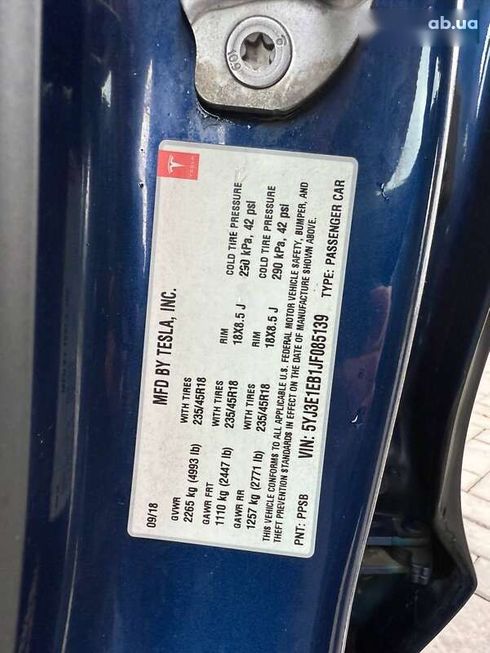 ab.ua
60
9
TESLA
MFD BY TESLA, INC.
09/18
GVWR
2265 kg (4993 lb)
GAWR FRT WITH TIRES RIM COLD TIRE PRESSURE
1110 kg (2447 lb) 235/45R18 18X8.5 J 290 kPa, 42 psi
GAWR RR WITH TIRES RIM COLD TIRE PRESSURE
1257 kg (2771 lb) 235/45R18 18X8.5 J 290 kPa, 42 psi
THIS VEHICLE CONFORMS TO ALL APPLICABLE U.S. FEDERAL MOTOR VEHICLE SAFETY, BUMPER, AND
THEFT PREVENTION STANDARDS IN EFFECT ON THE DATE OF MANUFACTURE SHOWN ABOVE.
VIN: 5YJ3E1EB1JF085139
PNT: PPSB TYPE: PASSENGER CAR